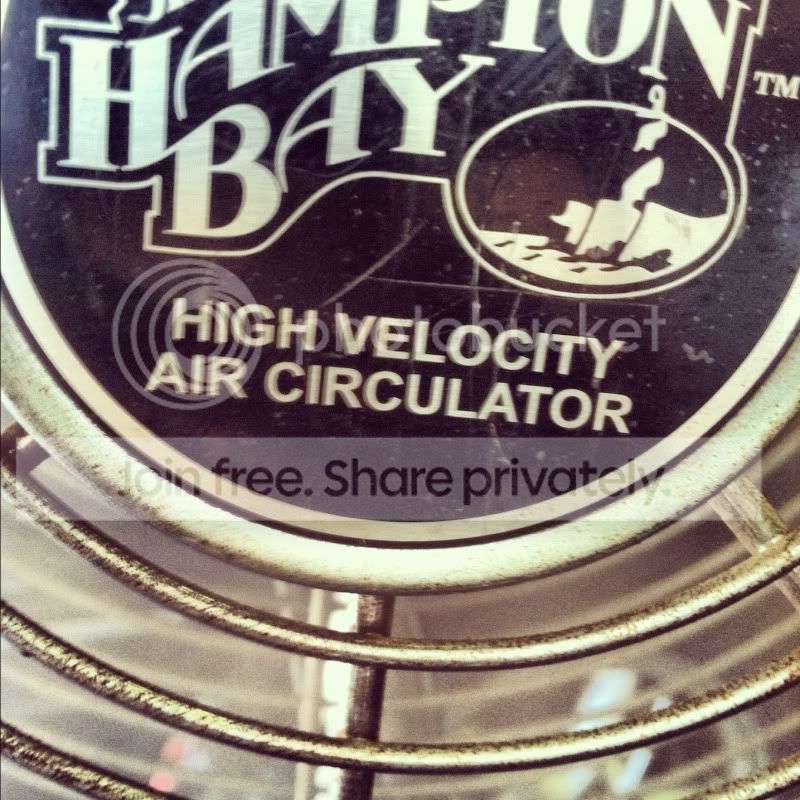 HAMPTON
BAY
TM
HIGH VELOCITY
AIR CIRCULATOR
photobucket
Join free. Share privately.